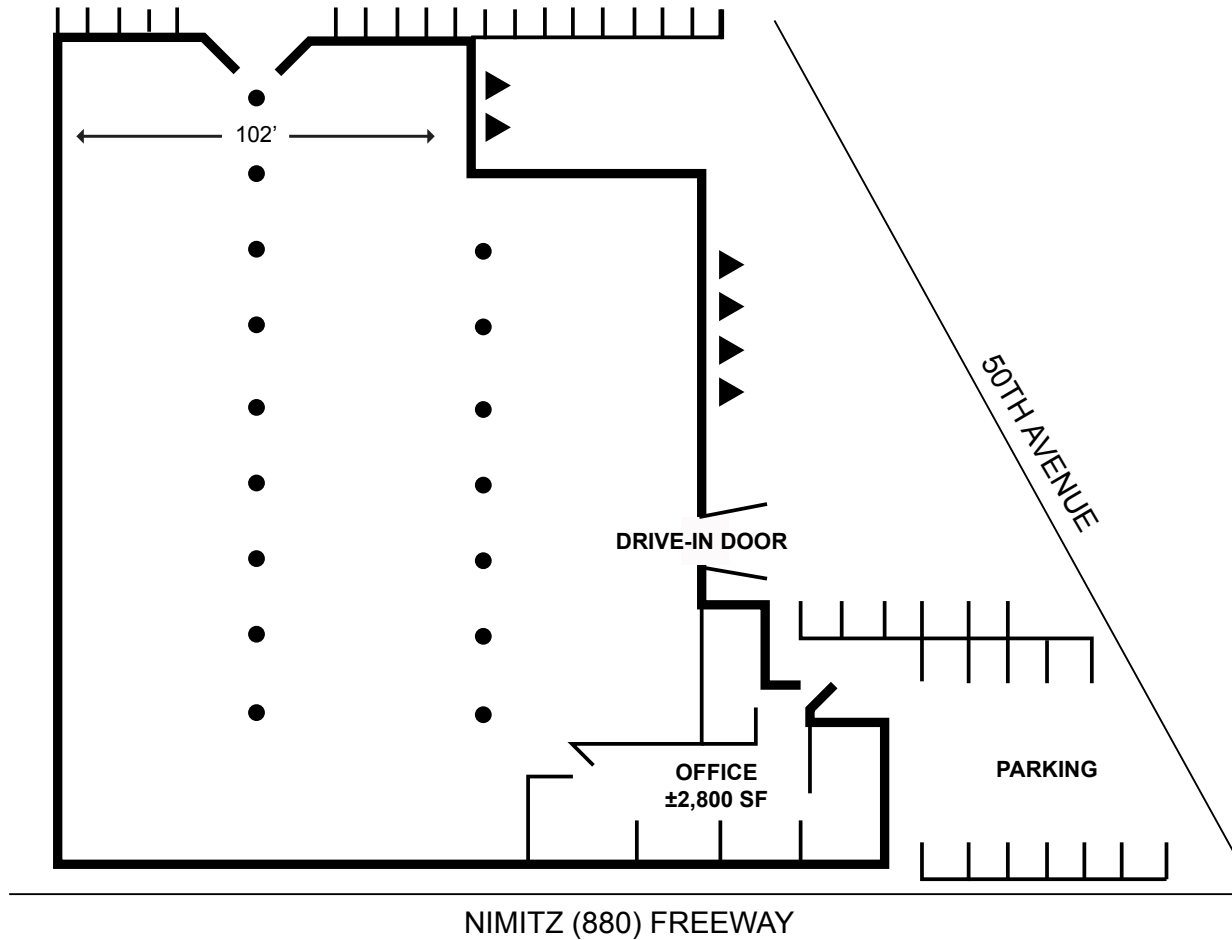 102’
50TH AVENUE
DRIVE-IN DOOR
OFFICE
±2,800 SF
PARKING
NIMITZ (880) FREEWAY